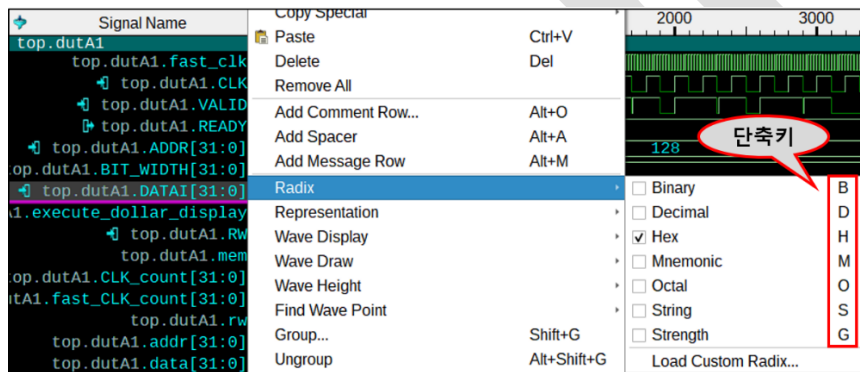 Signal Name
top.dutA1
top.dutA1.fast_clk
top.dutA1.CLK
top.dutA1.VALID
top.dutA1.READY
top.dutA1.ADDR[31:0]
top.dutA1.BIT_WIDTH[31:0]
top.dutA1.DATAI[31:0]
A1.execute_dollar_display
top.dutA1.RW
top.dutA1.mem
top.dutA1.CLK_count[31:0]
tA1.fast_CLK_count[31:0]
top.dutA1.rw
top.dutA1.addr[31:0]
top.dutA1.data[31:0]
Copy Special
Paste Ctrl+V
Delete Del
Remove All
Add Comment Row... Alt+O
Add Spacer Alt+A
Add Message Row Alt+M
Radix
Representation
Wave Display
Wave Draw
Wave Height
Find Wave Point
Group... Shift+G
Ungroup Alt+Shift+G
2000 3000
128
단축키
Binary B
Decimal D
Hex H
Mnemonic M
Octal O
String S
Strength G
Load Custom Radix...